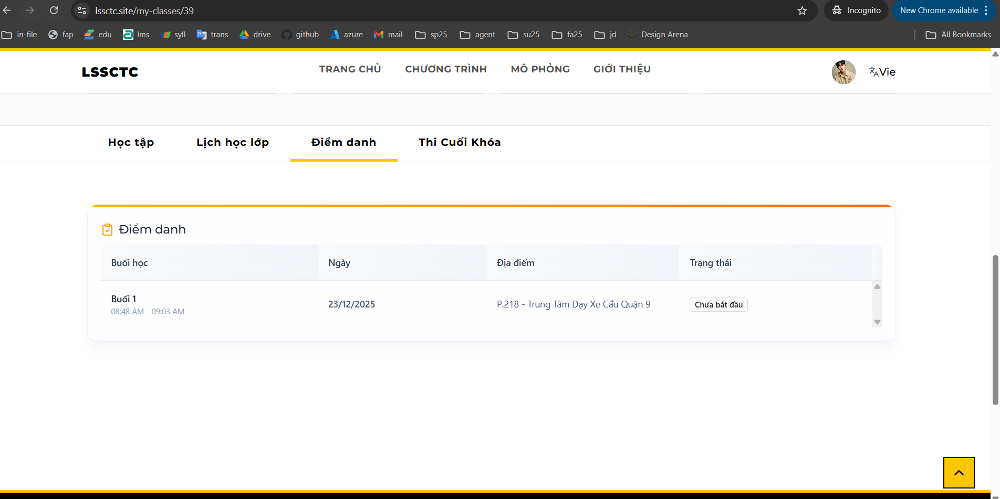 lssctc.site/my-classes/39
Incognito
New Chrome available
in-file fap edu lms syll trans drive github azure mail sp25 agent su25 fa25 jd Design Arena All Bookmarks
LSSCTC
TRANG CHỦ CHƯƠNG TRÌNH MÔ PHỎNG GIỚI THIỆU
Vie
Học tập Lịch học lớp Điểm danh Thi Cuối Khóa
Điểm danh
Buổi học Ngày Địa điểm Trạng thái
Buổi 1
08:48 AM - 09:03 AM
23/12/2025
P.218 - Trung Tâm Dạy Xe Cẩu Quận 9
Chưa bắt đầu